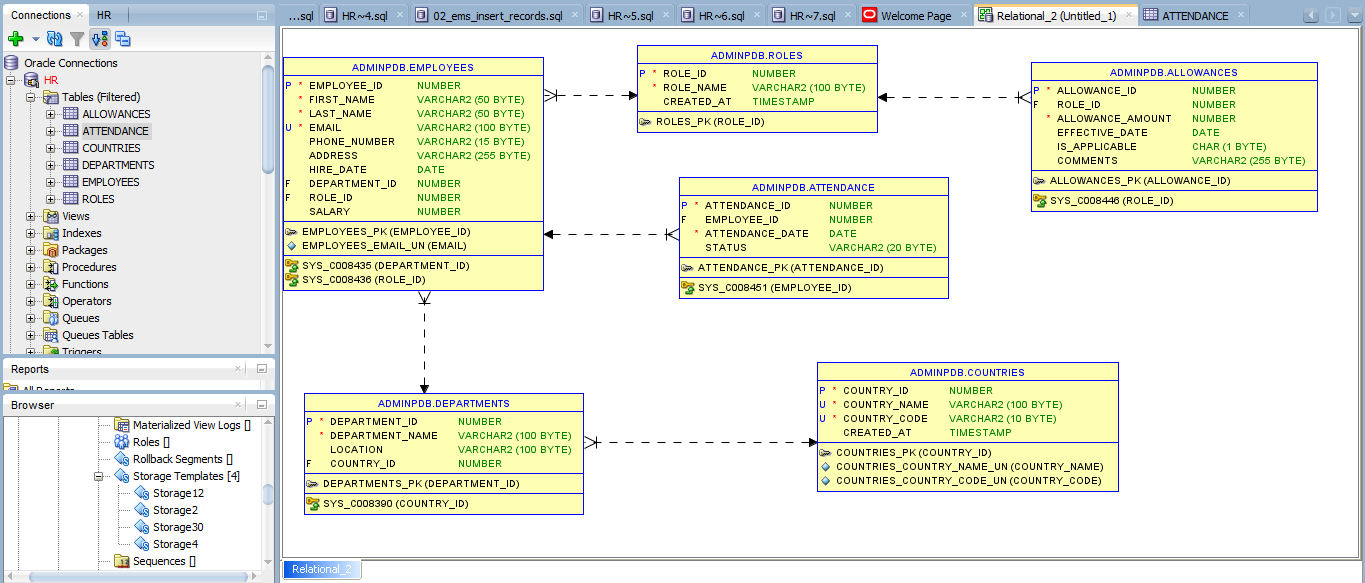 Connections
HR
...sql
HR~4.sql
02_ems_insert_records.sql
HR~5.sql
HR~6.sql
HR~7.sql
Welcome Page
Relational_2 (Untitled_1)
ATTENDANCE
Oracle Connections
HR
Tables (Filtered)
ALLOWANCES
ATTENDANCE
COUNTRIES
DEPARTMENTS
EMPLOYEES
ROLES
Views
Indexes
Packages
Procedures
Functions
Operators
Queues
Queues Tables
Triggers
Reports
All Reports
Browser
Materialized View Logs []
Roles []
Rollback Segments []
Storage Templates [4]
Storage12
Storage2
Storage30
Storage4
Sequences []
ADMINPDB.EMPLOYEES
P * EMPLOYEE_ID NUMBER
* FIRST_NAME VARCHAR2 (50 BYTE)
* LAST_NAME VARCHAR2 (50 BYTE)
U * EMAIL VARCHAR2 (100 BYTE)
PHONE_NUMBER VARCHAR2 (15 BYTE)
ADDRESS VARCHAR2 (255 BYTE)
HIRE_DATE DATE
F DEPARTMENT_ID NUMBER
F ROLE_ID NUMBER
SALARY NUMBER
EMPLOYEES_PK (EMPLOYEE_ID)
EMPLOYEES_EMAIL_UN (EMAIL)
SYS_C008435 (DEPARTMENT_ID)
SYS_C008436 (ROLE_ID)
ADMINPDB.ROLES
P * ROLE_ID NUMBER
* ROLE_NAME VARCHAR2 (100 BYTE)
CREATED_AT TIMESTAMP
ROLES_PK (ROLE_ID)
ADMINPDB.ALLOWANCES
P * ALLOWANCE_ID NUMBER
F ROLE_ID NUMBER
* ALLOWANCE_AMOUNT NUMBER
EFFECTIVE_DATE DATE
IS_APPLICABLE CHAR (1 BYTE)
COMMENTS VARCHAR2 (255 BYTE)
ALLOWANCES_PK (ALLOWANCE_ID)
SYS_C008446 (ROLE_ID)
ADMINPDB.ATTENDANCE
P * ATTENDANCE_ID NUMBER
F EMPLOYEE_ID NUMBER
* ATTENDANCE_DATE DATE
STATUS VARCHAR2 (20 BYTE)
ATTENDANCE_PK (ATTENDANCE_ID)
SYS_C008451 (EMPLOYEE_ID)
ADMINPDB.DEPARTMENTS
P * DEPARTMENT_ID NUMBER
* DEPARTMENT_NAME VARCHAR2 (100 BYTE)
LOCATION VARCHAR2 (100 BYTE)
F COUNTRY_ID NUMBER
DEPARTMENTS_PK (DEPARTMENT_ID)
SYS_C008390 (COUNTRY_ID)
ADMINPDB.COUNTRIES
P * COUNTRY_ID NUMBER
U * COUNTRY_NAME VARCHAR2 (100 BYTE)
U * COUNTRY_CODE VARCHAR2 (10 BYTE)
CREATED_AT TIMESTAMP
COUNTRIES_PK (COUNTRY_ID)
COUNTRIES_COUNTRY_NAME_UN (COUNTRY_NAME)
COUNTRIES_COUNTRY_CODE_UN (COUNTRY_CODE)
Relational_2